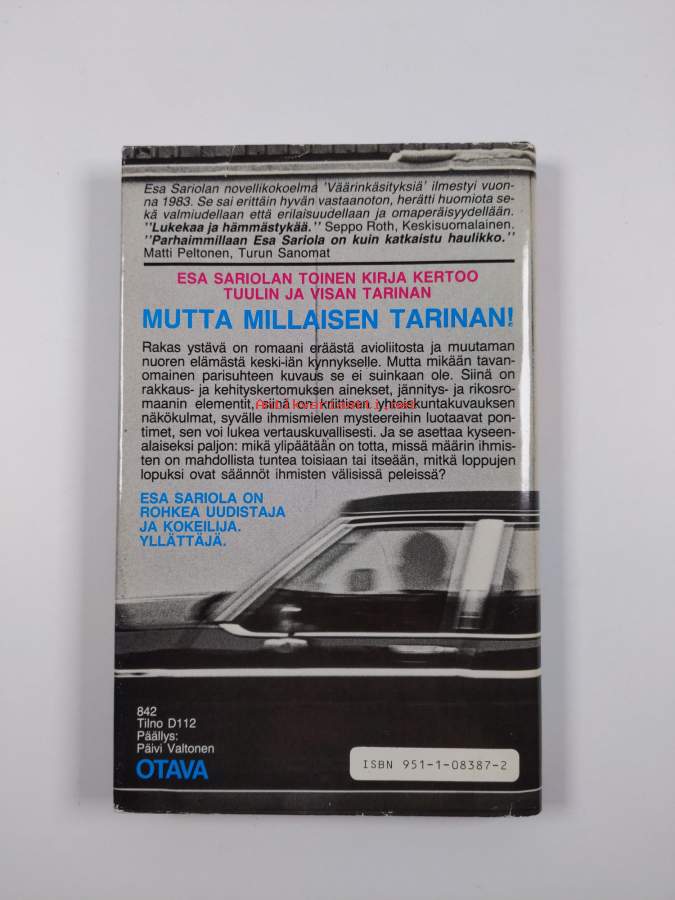 Esa Sariolan novellikokoelma 'Väärinkäsityksiä' ilmestyi vuon-
na 1983. Se sai erittäin hyvän vastaanoton, herätti huomiota se-
kä valmiudellaan että erilaisuudellaan ja omaperäisyydellään.
"Lukekaa ja hämmästykää." Seppo Roth, Keskisuomalainen.
"Parhaimmillaan Esa Sariola on kuin katkaistu haulikko."
Matti Peltonen, Turun Sanomat
ESA SARIOLAN TOINEN KIRJA KERTOO
TUULIN JA VISAN TARINAN
MUTTA MILLAISEN TARINAN!
Rakas ystävä on romaani eräästä avioliitosta ja muutaman
nuoren elämästä keski-iän kynnykselle. Mutta mikään tavan-
omainen parisuhteen kuvaus se ei suinkaan ole. Siinä on
rakkaus- ja kehityskertomuksen ainekset, jännitys- ja rikosro-
maanin elementit, siinä on kriittisen yhteiskuntakuvauksen
näkökulmat, syvälle ihmismielen mysteereihin luotaavat pon-
timet, sen voi lukea vertauskuvallisesti. Ja se asettaa kyseen-
alaiseksi paljon: mikä ylipäätään on totta, missä määrin ihmis-
ten on mahdollista tuntea toisiaan tai itseään, mitkä loppujen
lopuksi ovat säännöt ihmisten välisissä peleissä?
ESA SARIOLA ON
ROHKEA UUDISTAJA
JA KOKEILIJA.
YLLÄTTÄJÄ.
842
Tilno D112
Päällys:
Päivi Valtonen
OTAVA
ISBN 951-1-08387-2